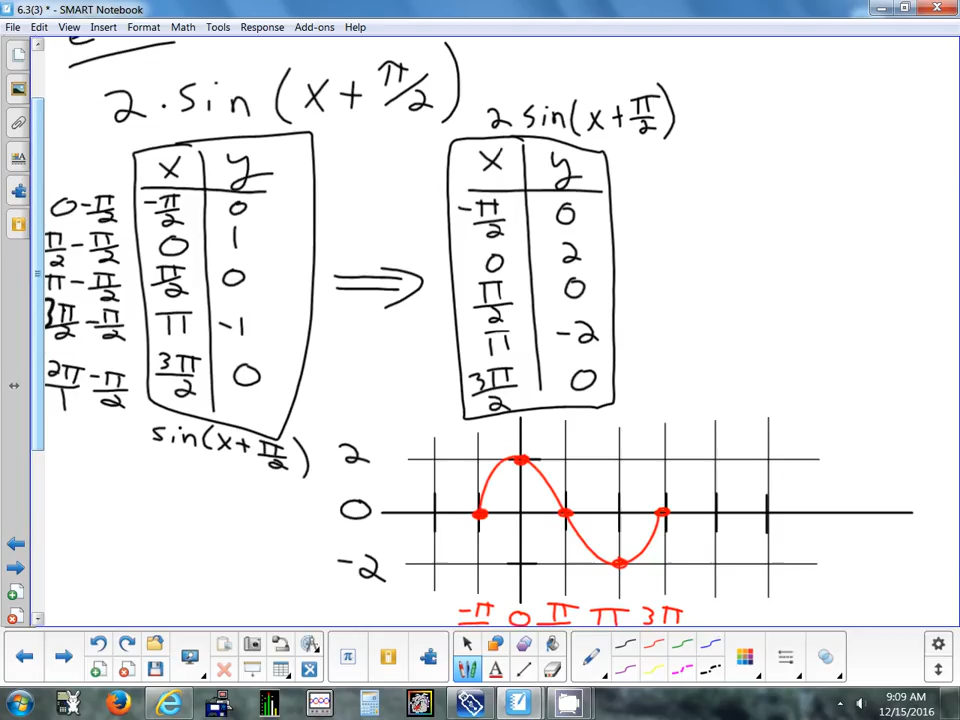 6.3(3) * - SMART Notebook
File Edit View Insert Format Tools Response Add-ons Help
2 · sin (x + π/2)
2 sin(x + π/2)
x y
0 - π/2 -π/2 0
π/2 - π/2 0 1
π - π/2 π/2 0
3π/2 - π/2 π -1
2π/1 - π/2 3π/2 0
sin(x + π/2)
⇒
x y
-π/2 0
0 2
π/2 0
π -2
3π/2 0
2
0
-2
-π 0 π π 3π
9:09 AM
12/15/2016